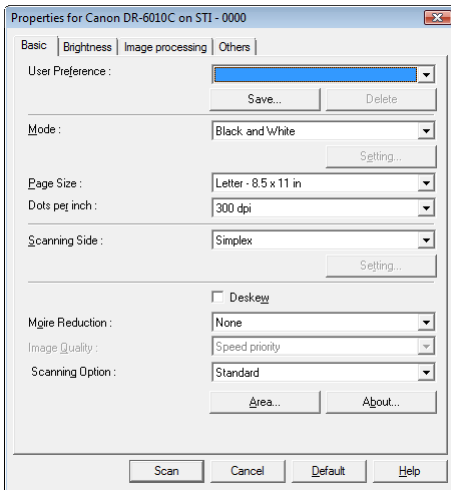 Properties for Canon DR-6010C on STI - 0000
Basic Brightness Image processing Others
User Preference :
Save... Delete
Mode : Black and White
Setting...
Page Size : Letter - 8.5 x 11 in
Dots per inch : 300 dpi
Scanning Side : Simplex
Setting...
Deskew
Moire Reduction : None
Image Quality : Speed priority
Scanning Option : Standard
Area... About...
Scan Cancel Default Help